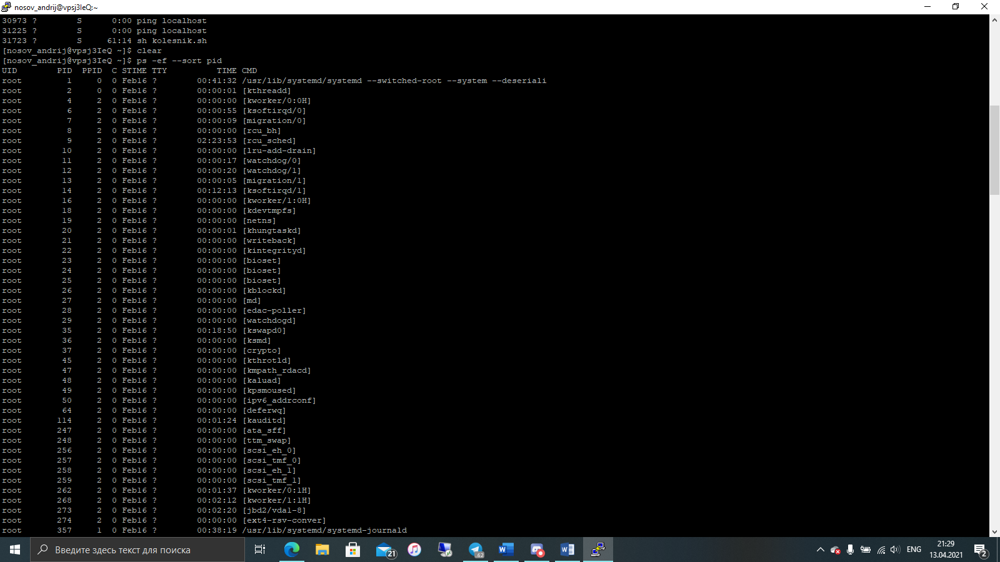 nosov_andrij@vpsj3IeQ:~
30973 ?        S      0:00 ping localhost
31225 ?        S      0:00 ping localhost
31723 ?        S     61:14 sh kolesnik.sh
[nosov_andrij@vpsj3IeQ ~]$ clear
[nosov_andrij@vpsj3IeQ ~]$ ps -ef --sort pid
UID        PID  PPID  C STIME TTY          TIME CMD
root         1     0  0 Feb16 ?        00:41:32 /usr/lib/systemd/systemd --switched-root --system --deseriali
root         2     0  0 Feb16 ?        00:00:01 [kthreadd]
root         4     2  0 Feb16 ?        00:00:00 [kworker/0:0H]
root         6     2  0 Feb16 ?        00:00:55 [ksoftirqd/0]
root         7     2  0 Feb16 ?        00:00:09 [migration/0]
root         8     2  0 Feb16 ?        00:00:00 [rcu_bh]
root         9     2  0 Feb16 ?        02:23:53 [rcu_sched]
root        10     2  0 Feb16 ?        00:00:00 [lru-add-drain]
root        11     2  0 Feb16 ?        00:00:17 [watchdog/0]
root        12     2  0 Feb16 ?        00:00:20 [watchdog/1]
root        13     2  0 Feb16 ?        00:00:05 [migration/1]
root        14     2  0 Feb16 ?        00:12:13 [ksoftirqd/1]
root        16     2  0 Feb16 ?        00:00:00 [kworker/1:0H]
root        18     2  0 Feb16 ?        00:00:00 [kdevtmpfs]
root        19     2  0 Feb16 ?        00:00:00 [netns]
root        20     2  0 Feb16 ?        00:00:01 [khungtaskd]
root        21     2  0 Feb16 ?        00:00:00 [writeback]
root        22     2  0 Feb16 ?        00:00:00 [kintegrityd]
root        23     2  0 Feb16 ?        00:00:00 [bioset]
root        24     2  0 Feb16 ?        00:00:00 [bioset]
root        25     2  0 Feb16 ?        00:00:00 [bioset]
root        26     2  0 Feb16 ?        00:00:00 [kblockd]
root        27     2  0 Feb16 ?        00:00:00 [md]
root        28     2  0 Feb16 ?        00:00:00 [edac-poller]
root        29     2  0 Feb16 ?        00:00:00 [watchdogd]
root        35     2  0 Feb16 ?        00:18:50 [kswapd0]
root        36     2  0 Feb16 ?        00:00:00 [ksmd]
root        37     2  0 Feb16 ?        00:00:00 [crypto]
root        45     2  0 Feb16 ?        00:00:00 [kthrotld]
root        47     2  0 Feb16 ?        00:00:00 [kmpath_rdacd]
root        48     2  0 Feb16 ?        00:00:00 [kaluad]
root        49     2  0 Feb16 ?        00:00:00 [kpsmoused]
root        50     2  0 Feb16 ?        00:00:00 [ipv6_addrconf]
root        64     2  0 Feb16 ?        00:00:00 [deferwq]
root       114     2  0 Feb16 ?        00:01:24 [kauditd]
root       247     2  0 Feb16 ?        00:00:00 [ata_sff]
root       248     2  0 Feb16 ?        00:00:00 [ttm_swap]
root       256     2  0 Feb16 ?        00:00:00 [scsi_eh_0]
root       257     2  0 Feb16 ?        00:00:00 [scsi_tmf_0]
root       258     2  0 Feb16 ?        00:00:00 [scsi_eh_1]
root       259     2  0 Feb16 ?        00:00:00 [scsi_tmf_1]
root       262     2  0 Feb16 ?        00:01:37 [kworker/0:1H]
root       268     2  0 Feb16 ?        00:02:12 [kworker/1:1H]
root       273     2  0 Feb16 ?        00:02:20 [jbd2/vda1-8]
root       274     2  0 Feb16 ?        00:00:00 [ext4-rsv-conver]
root       357     1  0 Feb16 ?        00:38:19 /usr/lib/systemd/systemd-journald
Введите здесь текст для поиска
21
62
ENG
21:29
13.04.2021
2